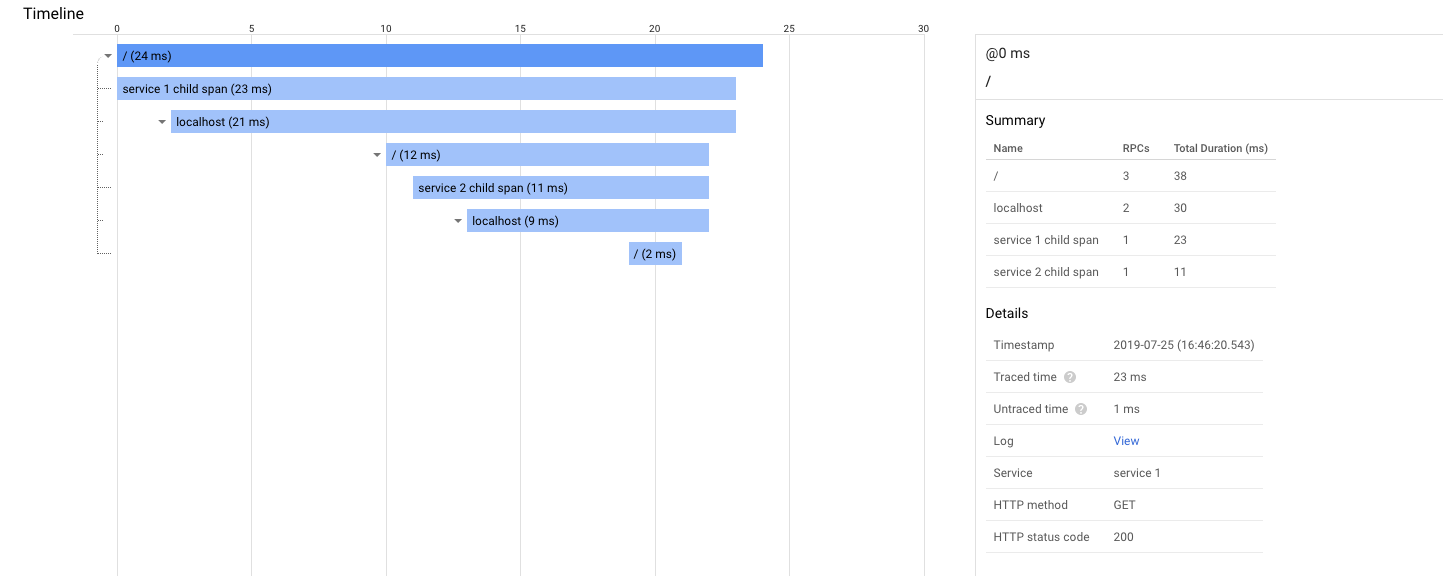 Timeline
0 5 10 15 20 25 30
/ (24 ms)
service 1 child span (23 ms)
localhost (21 ms)
/ (12 ms)
service 2 child span (11 ms)
localhost (9 ms)
/ (2 ms)
@0 ms
/
Summary
Name RPCs Total Duration (ms)
/ 3 38
localhost 2 30
service 1 child span 1 23
service 2 child span 1 11
Details
Timestamp 2019-07-25 (16:46:20.543)
Traced time ? 23 ms
Untraced time ? 1 ms
Log View
Service service 1
HTTP method GET
HTTP status code 200